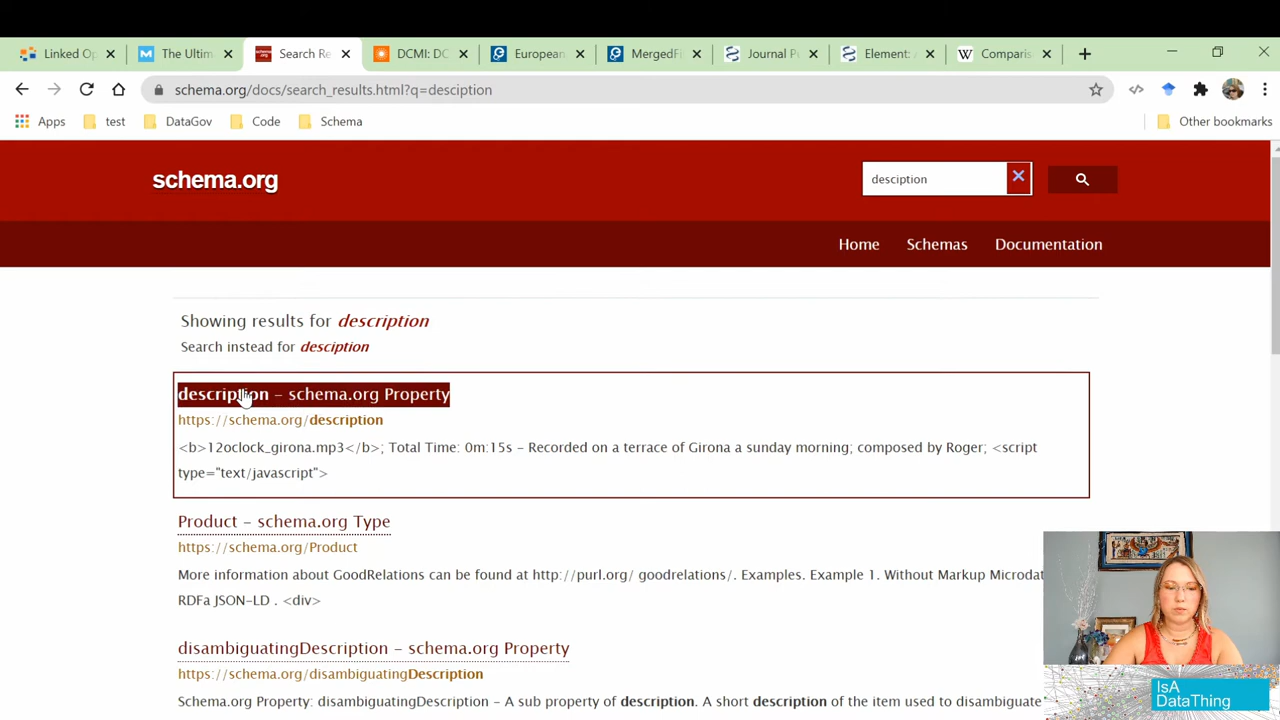 Linked Op
The Ultim
Search Re
DCMI: DC
European
MergedFi
Journal Pu
Element: A
W
Comparis
schema.org/docs/search_results.html?q=desciption
Apps
test
DataGov
Code
Schema
Other bookmarks
schema.org
desciption
Home
Schemas
Documentation
Showing results for description
Search instead for desciption
description – schema.org Property
https://schema.org/description
<b>12oclock_girona.mp3</b>; Total Time: 0m:15s – Recorded on a terrace of Girona a sunday morning; composed by Roger; <script
type="text/javascript">
Product – schema.org Type
https://schema.org/Product
More information about GoodRelations can be found at http://purl.org/ goodrelations/. Examples. Example 1. Without Markup Microdat
RDFa JSON-LD . <div>
disambiguatingDescription – schema.org Property
https://schema.org/disambiguatingDescription
Schema.org Property: disambiguatingDescription – A sub property of description. A short description of the item used to disambiguate
IsA
DataThing